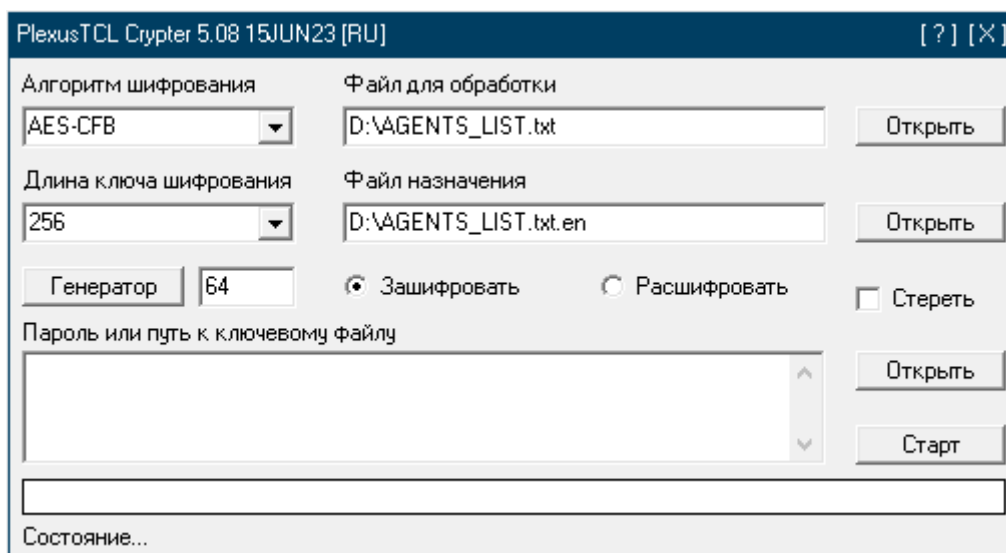 PlexusTCL Crypter 5.08 15JUN23 [RU] [ ? ] [X]
Алгоритм шифрования Файл для обработки
AES-CFB D:\AGENTS_LIST.txt Открыть
Длина ключа шифрования Файл назначения
256 D:\AGENTS_LIST.txt.en Открыть
Генератор 64 Зашифровать Расшифровать Стереть
Пароль или путь к ключевому файлу
Открыть
Старт
Состояние...